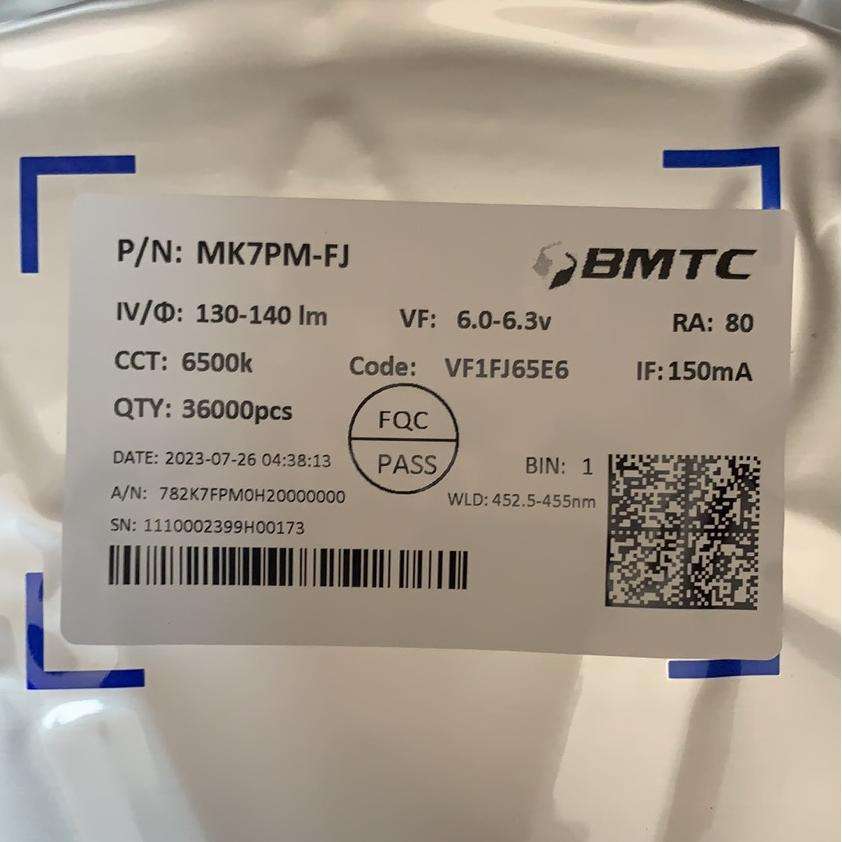 P/N: MK7PM-FJ
BMTC
IV/Φ: 130-140 lm VF: 6.0-6.3v RA: 80
CCT: 6500k Code: VF1FJ65E6 IF:150mA
QTY: 36000pcs
FQC
PASS
DATE: 2023-07-26 04:38:13
BIN: 1
A/N: 782K7FPM0H20000000
WLD: 452.5-455nm
SN: 1110002399H00173